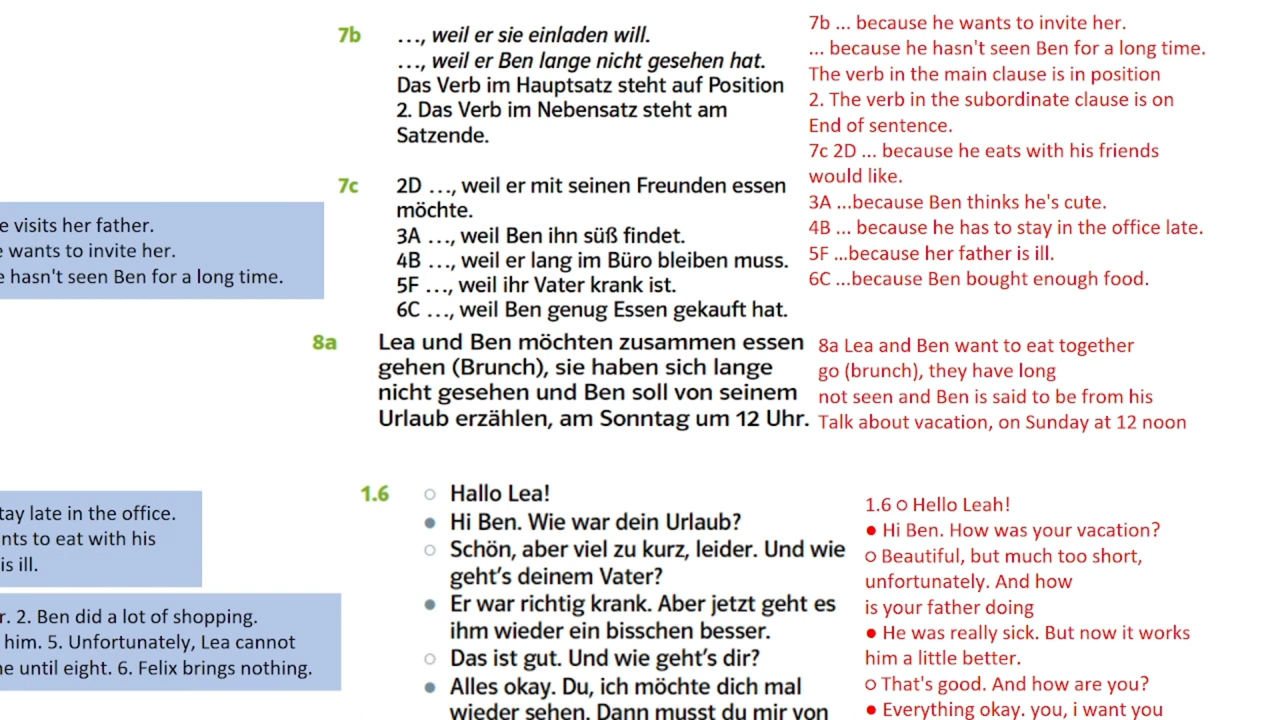 7b …, weil er sie einladen will.
…, weil er Ben lange nicht gesehen hat.
Das Verb im Hauptsatz steht auf Position
2. Das Verb im Nebensatz steht am
Satzende.
7c 2D …, weil er mit seinen Freunden essen
möchte.
3A …, weil Ben ihn süß findet.
4B …, weil er lang im Büro bleiben muss.
5F …, weil ihr Vater krank ist.
6C …, weil Ben genug Essen gekauft hat.
8a Lea und Ben möchten zusammen essen
gehen (Brunch), sie haben sich lange
nicht gesehen und Ben soll von seinem
Urlaub erzählen, am Sonntag um 12 Uhr.
1.6 ○ Hallo Lea!
● Hi Ben. Wie war dein Urlaub?
○ Schön, aber viel zu kurz, leider. Und wie
geht's deinem Vater?
● Er war richtig krank. Aber jetzt geht es
ihm wieder ein bisschen besser.
○ Das ist gut. Und wie geht's dir?
● Alles okay. Du, ich möchte dich mal
wieder sehen. Dann musst du mir von
7b ... because he wants to invite her.
... because he hasn't seen Ben for a long time.
The verb in the main clause is in position
2. The verb in the subordinate clause is on
End of sentence.
7c 2D ... because he eats with his friends
would like.
3A ...because Ben thinks he's cute.
4B ... because he has to stay in the office late.
5F ...because her father is ill.
6C ...because Ben bought enough food.
8a Lea and Ben want to eat together
go (brunch), they have long
not seen and Ben is said to be from his
Talk about vacation, on Sunday at 12 noon
1.6 ○ Hello Leah!
● Hi Ben. How was your vacation?
○ Beautiful, but much too short,
unfortunately. And how
is your father doing
● He was really sick. But now it works
him a little better.
○ That's good. And how are you?
● Everything okay. you, i want you
e visits her father.
e wants to invite her.
e hasn't seen Ben for a long time.
tay late in the office.
nts to eat with his
is ill.
r. 2. Ben did a lot of shopping.
him. 5. Unfortunately, Lea cannot
ne until eight. 6. Felix brings nothing.